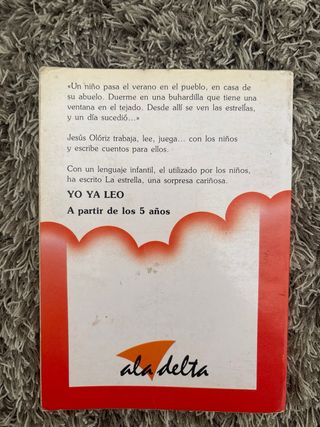 «Un niño pasa el verano en el pueblo, en casa de
su abuelo. Duerme en una buhardilla que tiene una
ventana en el tejado. Desde allí se ven las estrellas,
y un día sucedió...»
Jesús Olóriz trabaja, lee, juega... con los niños
y escribe cuentos para ellos.
Con un lenguaje infantil, el utilizado por los niños,
ha escrito La estrella, una sorpresa cariñosa.
YO YA LEO
A partir de los 5 años
ala delta